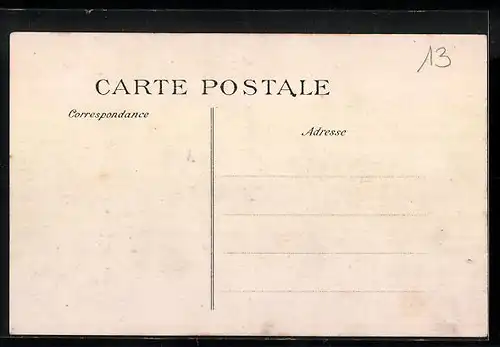 13
CARTE POSTALE
Correspondance
Adresse